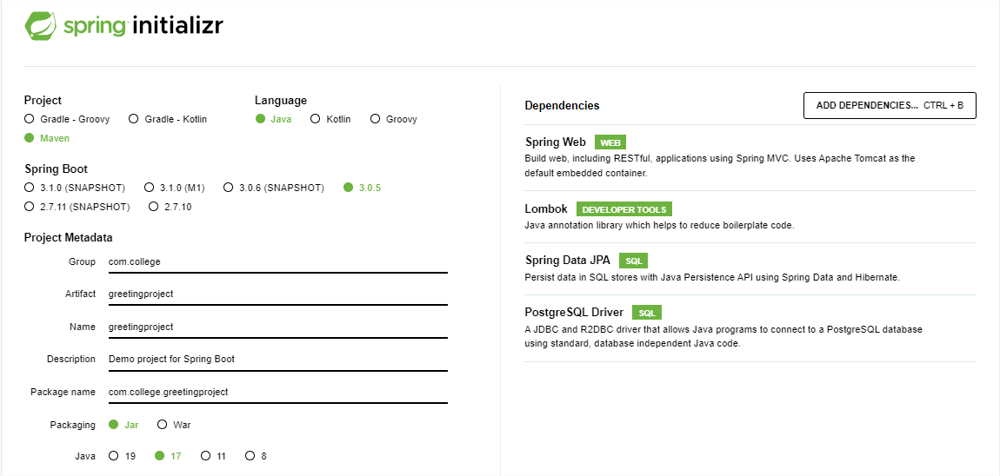 spring initializr
Project
Gradle - Groovy Gradle - Kotlin
Maven
Language
Java Kotlin Groovy
Spring Boot
3.1.0 (SNAPSHOT) 3.1.0 (M1) 3.0.6 (SNAPSHOT) 3.0.5
2.7.11 (SNAPSHOT) 2.7.10
Project Metadata
Group com.college
Artifact greetingproject
Name greetingproject
Description Demo project for Spring Boot
Package name com.college.greetingproject
Packaging Jar War
Java 19 17 11 8
Dependencies ADD DEPENDENCIES... CTRL + B
Spring Web WEB
Build web, including RESTful, applications using Spring MVC. Uses Apache Tomcat as the
default embedded container.
Lombok DEVELOPER TOOLS
Java annotation library which helps to reduce boilerplate code.
Spring Data JPA SQL
Persist data in SQL stores with Java Persistence API using Spring Data and Hibernate.
PostgreSQL Driver SQL
A JDBC and R2DBC driver that allows Java programs to connect to a PostgreSQL database
using standard, database independent Java code.